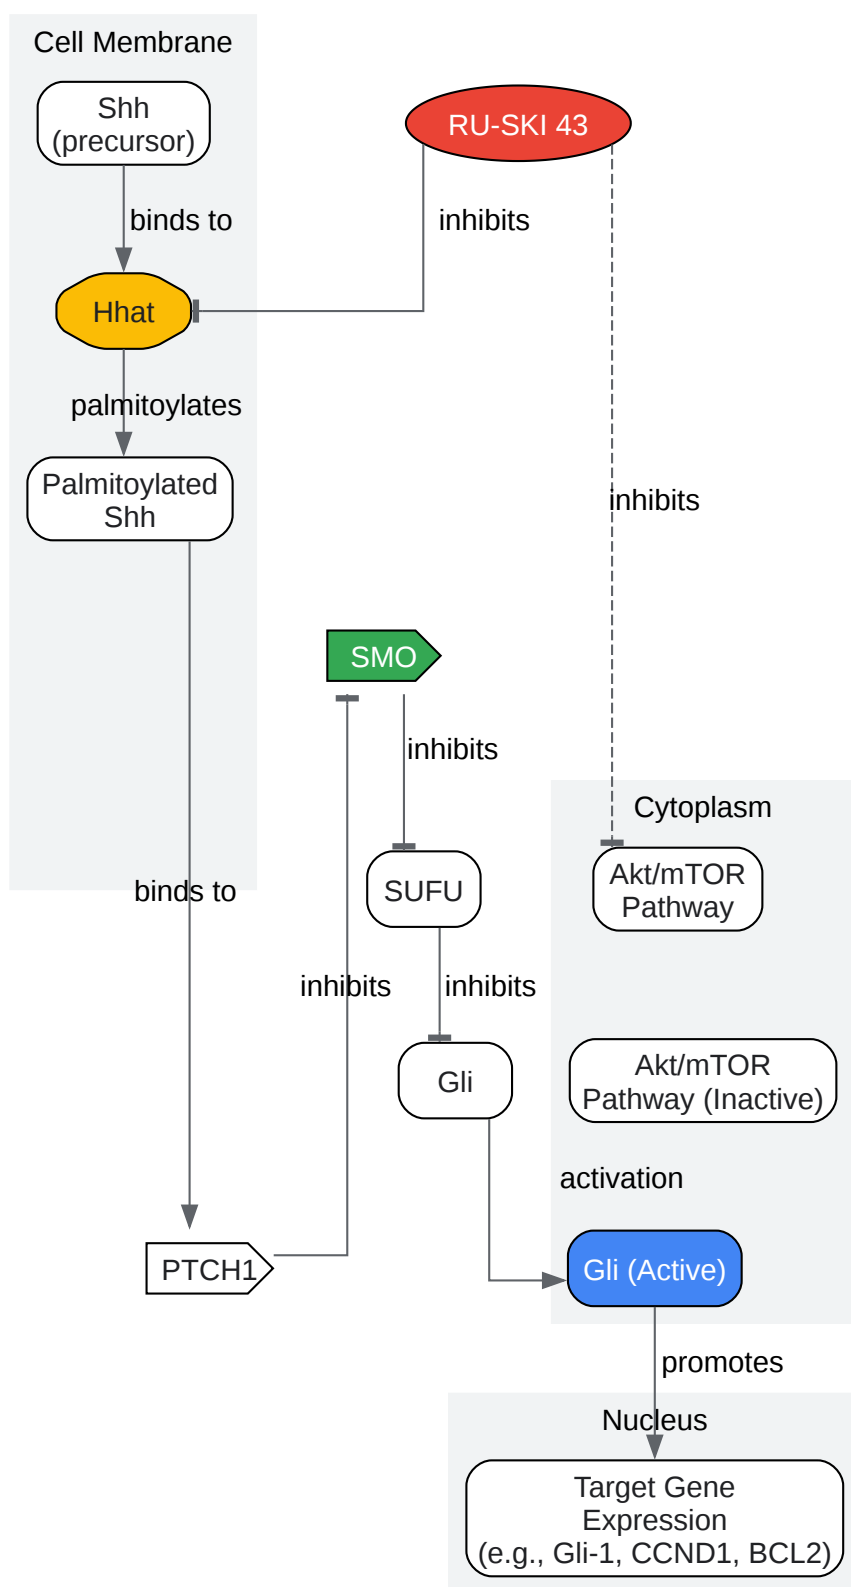 Cell Membrane
Shh
(precursor)
RU-SKI 43
binds to
inhibits
Hhat
palmitoylates
Palmitoylated
Shh
inhibits
SMO
inhibits
Cytoplasm
Akt/mTOR
Pathway
SUFU
binds to
inhibits
inhibits
Gli
Akt/mTOR
Pathway (Inactive)
activation
PTCH1
Gli (Active)
promotes
Nucleus
Target Gene
Expression
(e.g., Gli-1, CCND1, BCL2)